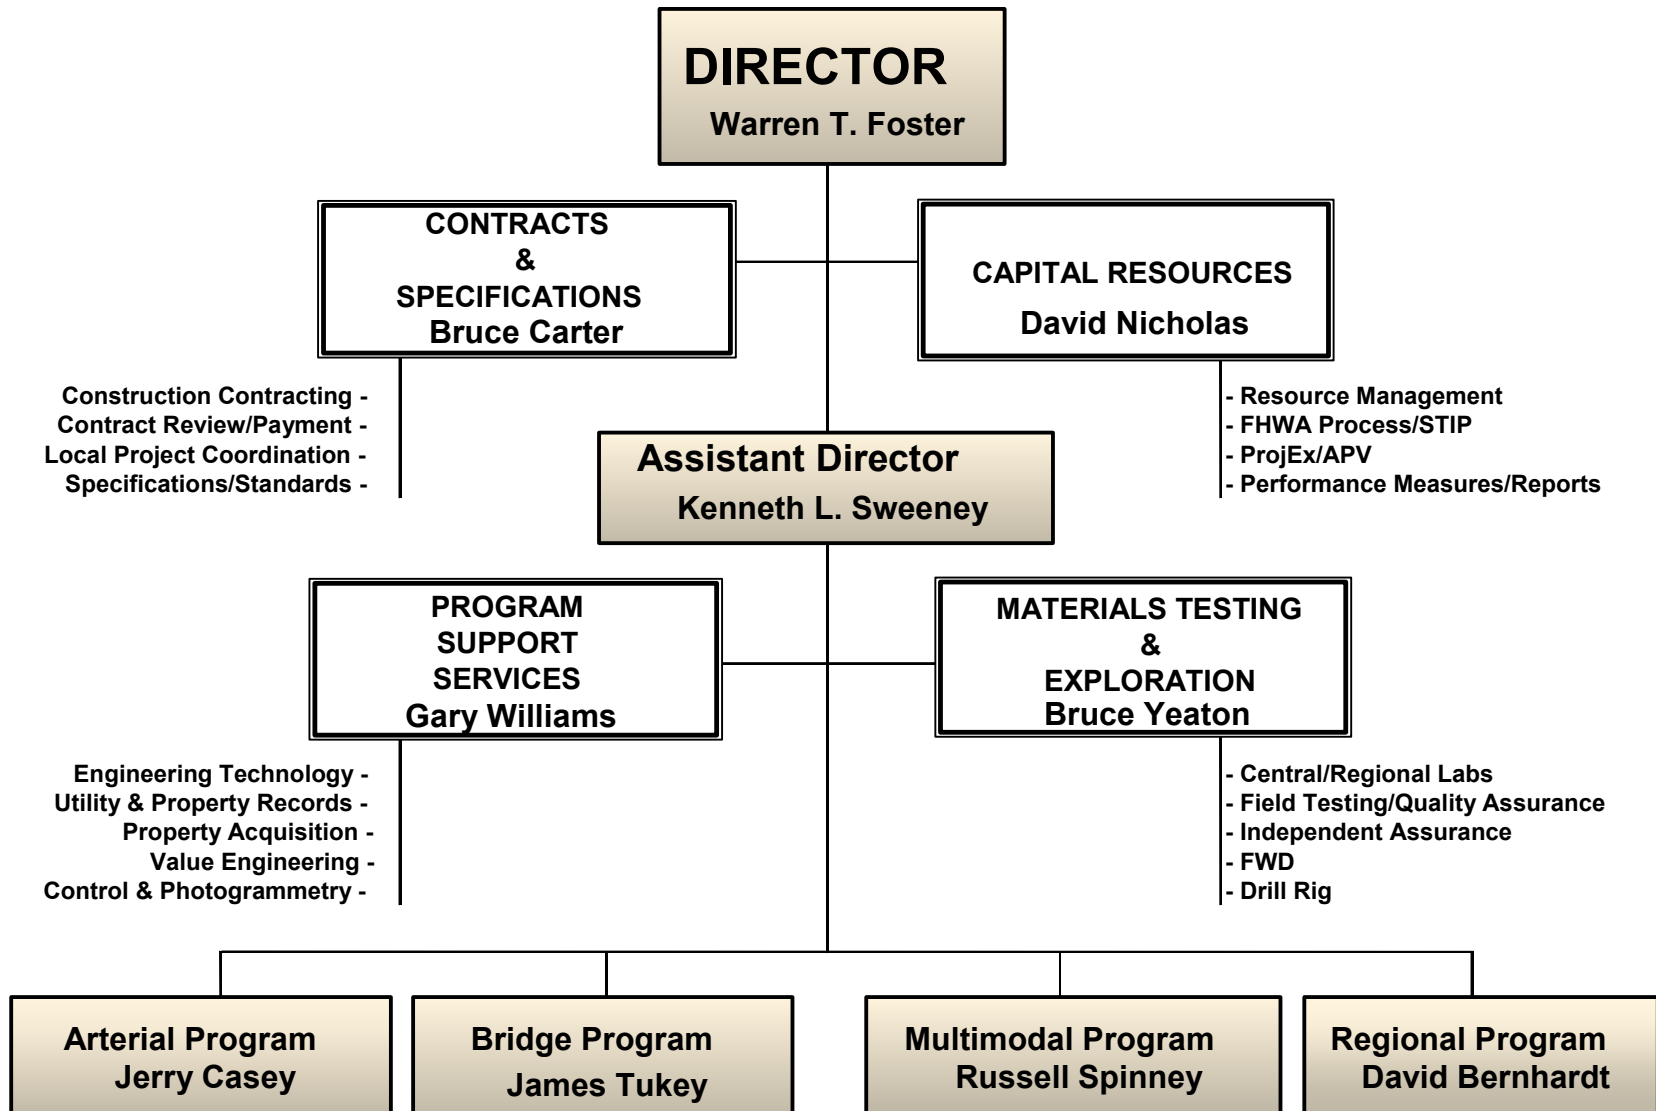 DIRECTOR
Warren T. Foster
CONTRACTS
&
SPECIFICATIONS
Bruce Carter
CAPITAL RESOURCES
David Nicholas
Construction Contracting -
Contract Review/Payment -
Local Project Coordination -
Specifications/Standards -
- Resource Management
- FHWA Process/STIP
- ProjEx/APV
- Performance Measures/Reports
Assistant Director
Kenneth L. Sweeney
PROGRAM
SUPPORT
SERVICES
Gary Williams
MATERIALS TESTING
&
EXPLORATION
Bruce Yeaton
Engineering Technology -
Utility & Property Records -
Property Acquisition -
Value Engineering -
Control & Photogrammetry -
- Central/Regional Labs
- Field Testing/Quality Assurance
- Independent Assurance
- FWD
- Drill Rig
Arterial Program
Jerry Casey
Bridge Program
James Tukey
Multimodal Program
Russell Spinney
Regional Program
David Bernhardt